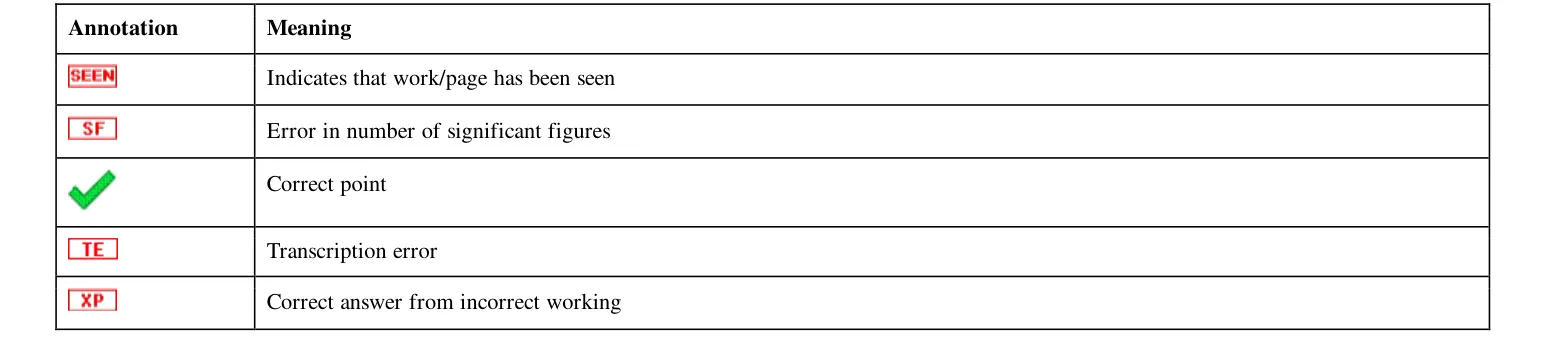 Annotation Meaning
SEEN Indicates that work/page has been seen
SF Error in number of significant figures
Correct point
TE Transcription error
XP Correct answer from incorrect working